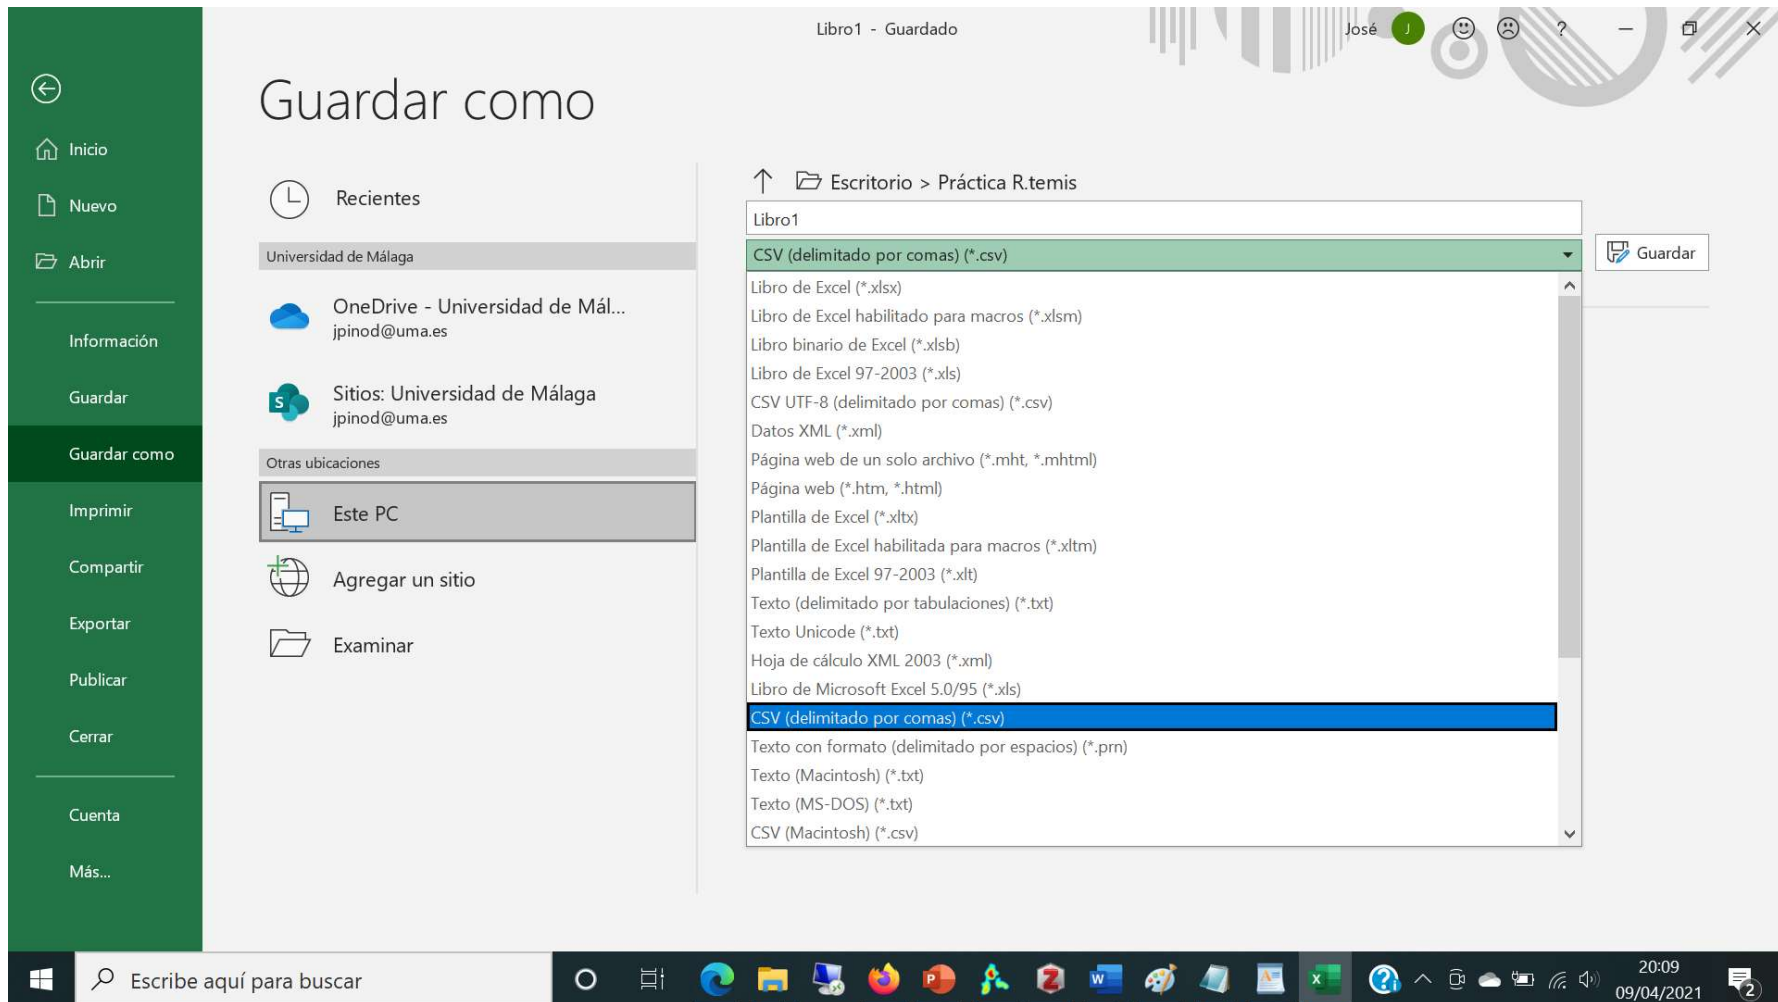 Libro1 - Guardado
José
J
?
Guardar como
Inicio
Nuevo
Abrir
Información
Guardar
Guardar como
Imprimir
Compartir
Exportar
Publicar
Cerrar
Cuenta
Más...
Recientes
Universidad de Málaga
OneDrive - Universidad de Mál...
jpinod@uma.es
S
Sitios: Universidad de Málaga
jpinod@uma.es
Otras ubicaciones
Este PC
Agregar un sitio
Examinar
Escritorio > Práctica R.temis
Libro1
CSV (delimitado por comas) (*.csv)
Guardar
Libro de Excel (*.xlsx)
Libro de Excel habilitado para macros (*.xlsm)
Libro binario de Excel (*.xlsb)
Libro de Excel 97-2003 (*.xls)
CSV UTF-8 (delimitado por comas) (*.csv)
Datos XML (*.xml)
Página web de un solo archivo (*.mht, *.mhtml)
Página web (*.htm, *.html)
Plantilla de Excel (*.xltx)
Plantilla de Excel habilitada para macros (*.xltm)
Plantilla de Excel 97-2003 (*.xlt)
Texto (delimitado por tabulaciones) (*.txt)
Texto Unicode (*.txt)
Hoja de cálculo XML 2003 (*.xml)
Libro de Microsoft Excel 5.0/95 (*.xls)
CSV (delimitado por comas) (*.csv)
Texto con formato (delimitado por espacios) (*.prn)
Texto (Macintosh) (*.txt)
Texto (MS-DOS) (*.txt)
CSV (Macintosh) (*.csv)
Escribe aquí para buscar
P
Z
W
X
?
20:09
09/04/2021
2